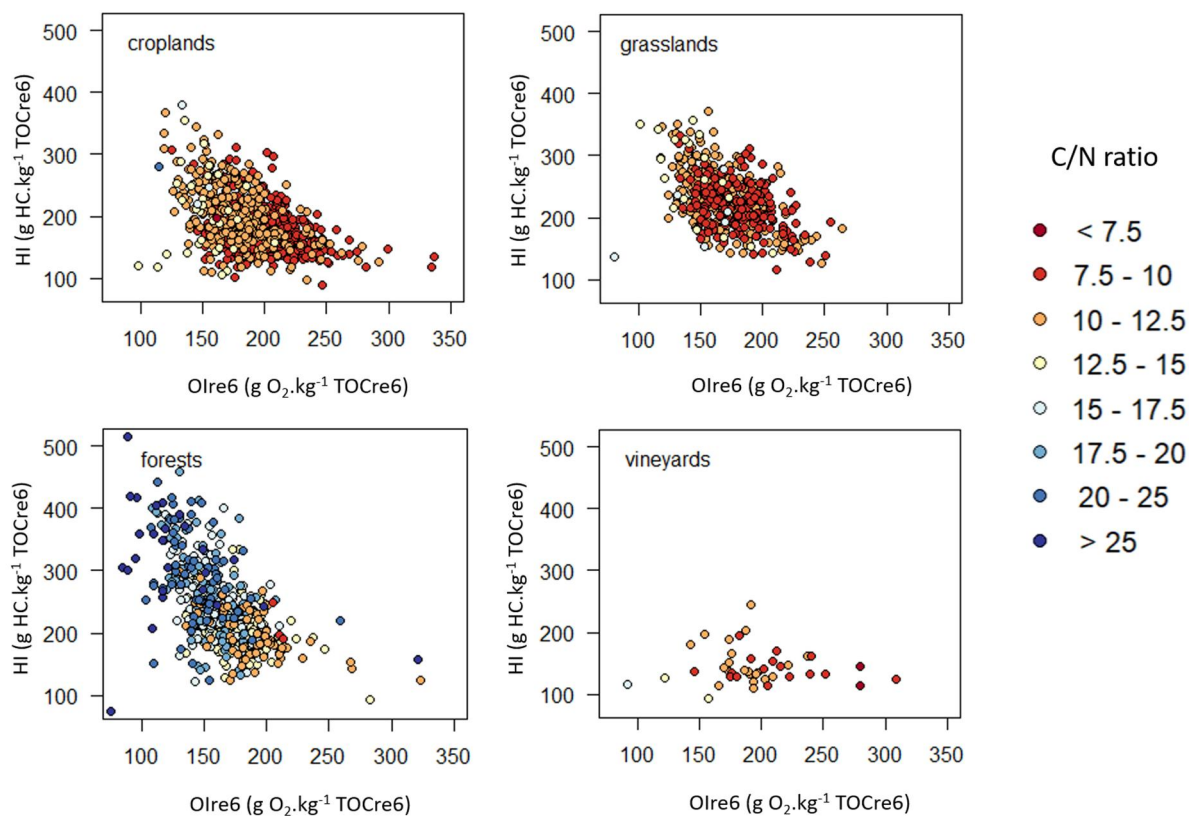 croplands
500
400
300
200
100
HI (g HC.kg⁻¹ TOCre6)
100 150 200 250 300 350
OIre6 (g O₂.kg⁻¹ TOCre6)
grasslands
500
400
300
200
100
HI (g HC.kg⁻¹ TOCre6)
100 150 200 250 300 350
OIre6 (g O₂.kg⁻¹ TOCre6)
forests
500
400
300
200
100
HI (g HC.kg⁻¹ TOCre6)
100 150 200 250 300 350
OIre6 (g O₂.kg⁻¹ TOCre6)
vineyards
500
400
300
200
100
HI (g HC.kg⁻¹ TOCre6)
100 150 200 250 300 350
OIre6 (g O₂.kg⁻¹ TOCre6)
C/N ratio
< 7.5
7.5 - 10
10 - 12.5
12.5 - 15
15 - 17.5
17.5 - 20
20 - 25
> 25